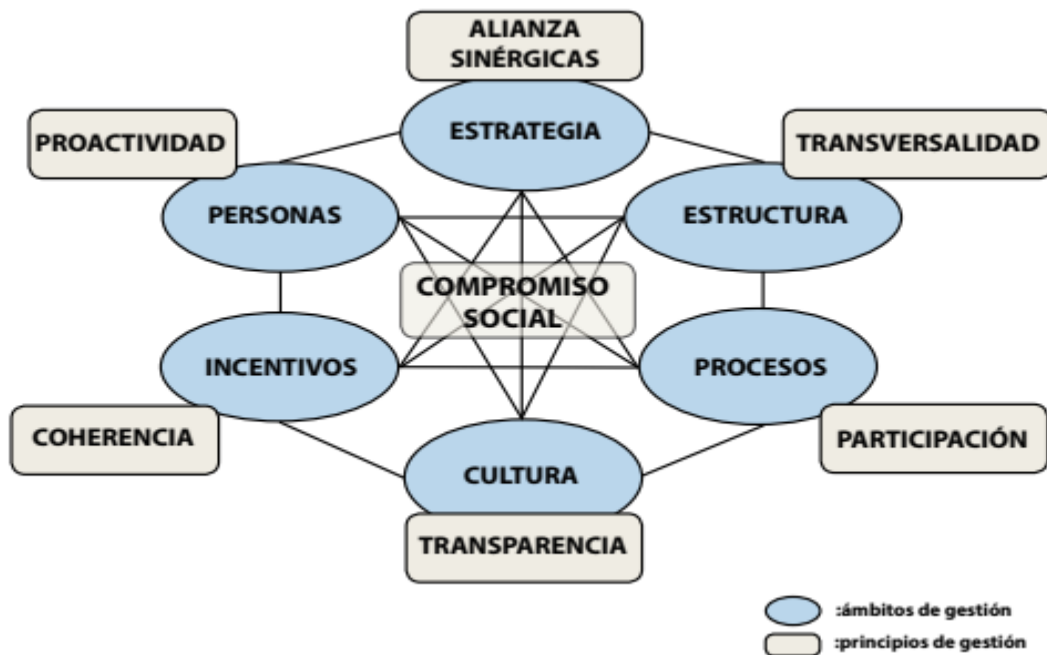 ALIANZA
SINÉRGICAS
ESTRATEGIA
PROACTIVIDAD
TRANSVERSALIDAD
PERSONAS
ESTRUCTURA
COMPROMISO
SOCIAL
INCENTIVOS
PROCESOS
COHERENCIA
PARTICIPACIÓN
CULTURA
TRANSPARENCIA
:ámbitos de gestión
:principios de gestión